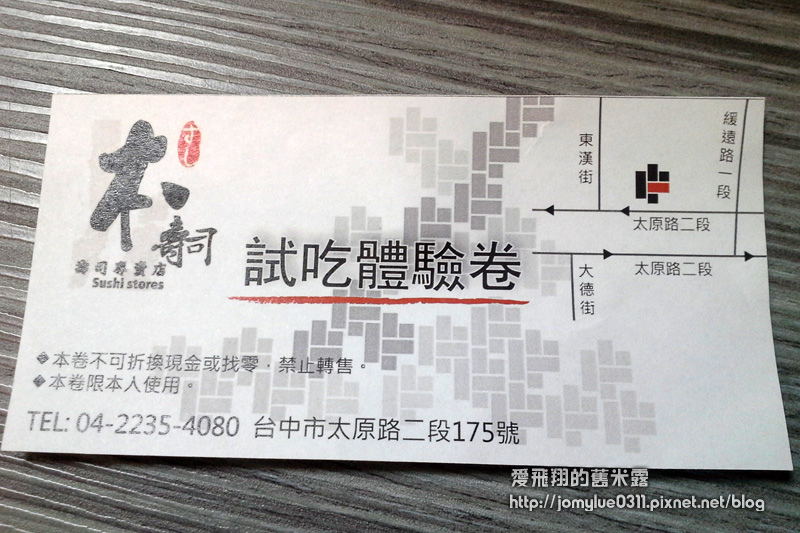 すし
本
壽司
壽司專賣店
Sushi stores
試吃體驗卷
東漢街
緩遠路一段
太原路二段
太原路二段
大德街
◆本卷不可折換現金或找零，禁止轉售。
◆本卷限本人使用。
TEL: 04-2235-4080 台中市太原路二段175號
愛飛翔的舊米露
http://jomylue0311.pixnet.net/blog